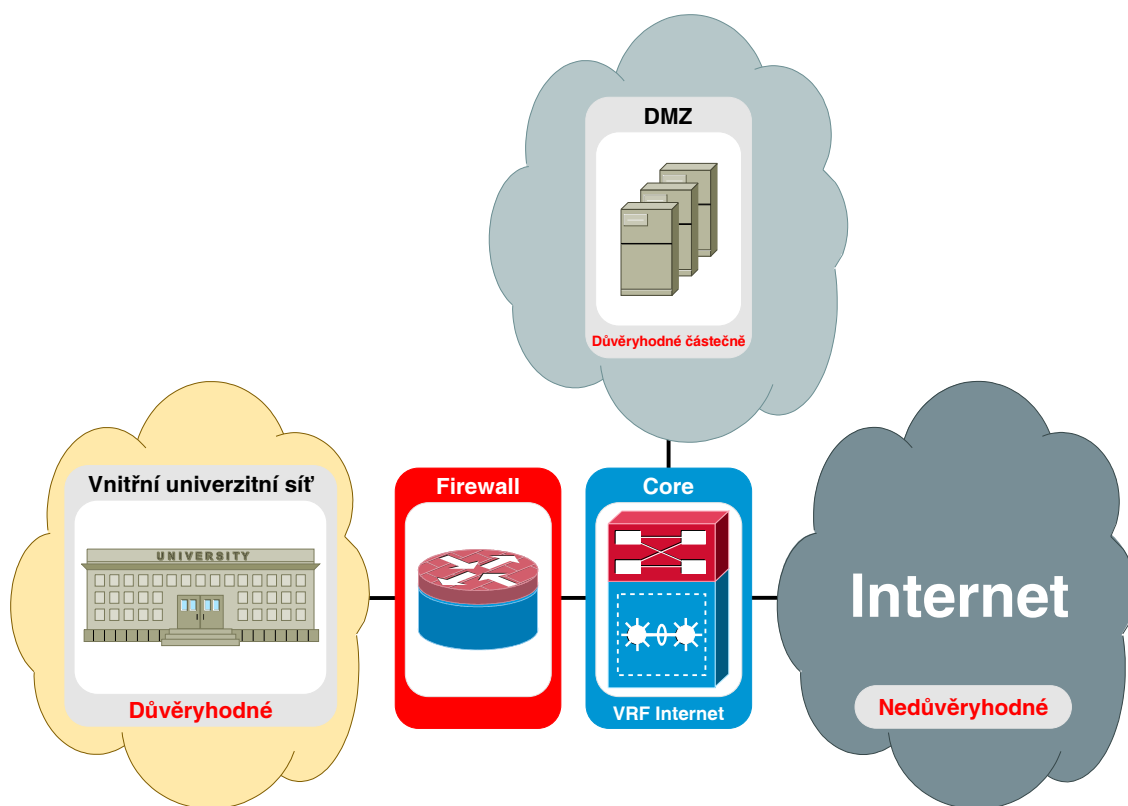 DMZ
Důvěryhodné částečně
Vnitřní univerzitní síť
UNIVERSITY
Důvěryhodné
Firewall
Core
VRF Internet
Internet
Nedůvěryhodné